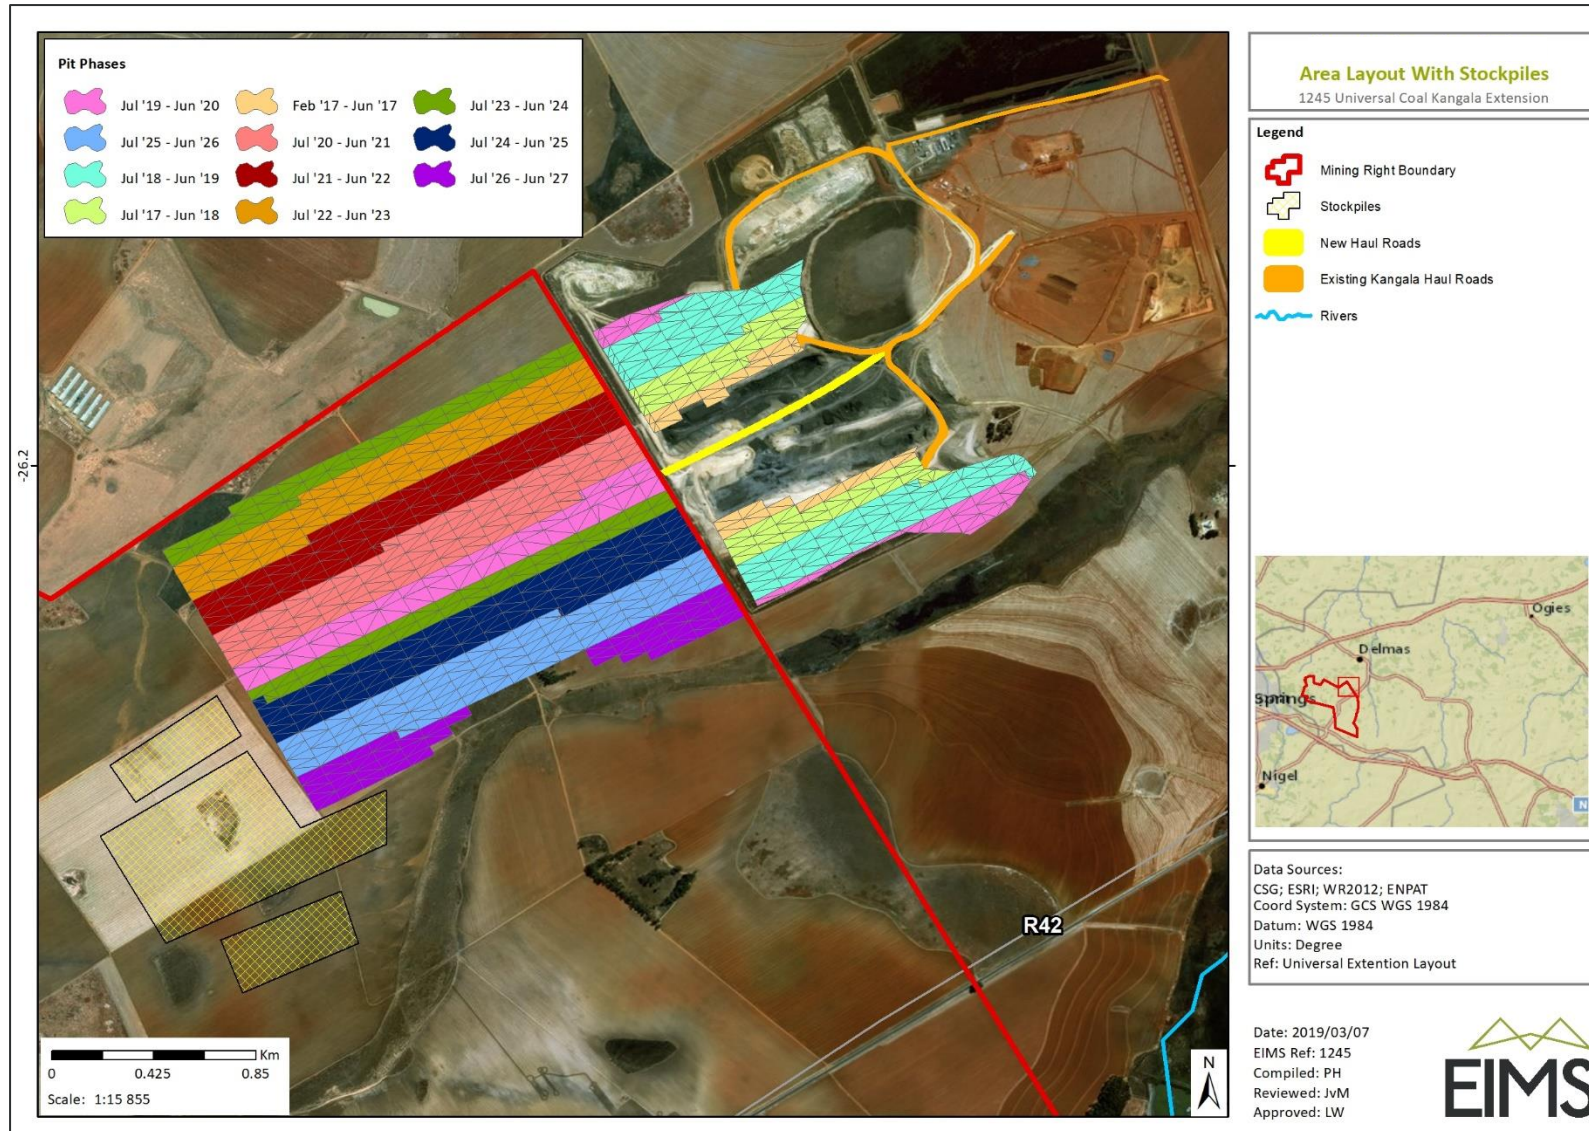 Pit Phases
Jul '19 - Jun '20
Feb '17 - Jun '17
Jul '23 - Jun '24
Jul '25 - Jun '26
Jul '20 - Jun '21
Jul '24 - Jun '25
Jul '18 - Jun '19
Jul '21 - Jun '22
Jul '26 - Jun '27
Jul '17 - Jun '18
Jul '22 - Jun '23
-26.2
R42
Km
0 0.425 0.85
Scale: 1:15 855
N
Area Layout With Stockpiles
1245 Universal Coal Kangala Extension
Legend
Mining Right Boundary
Stockpiles
New Haul Roads
Existing Kangala Haul Roads
Rivers
Ogies
Delmas
Springs
Nigel
N
Data Sources:
CSG; ESRI; WR2012; ENPAT
Coord System: GCS WGS 1984
Datum: WGS 1984
Units: Degree
Ref: Universal Extention Layout
Date: 2019/03/07
EIMS Ref: 1245
Compiled: PH
Reviewed: JvM
Approved: LW
EIMS